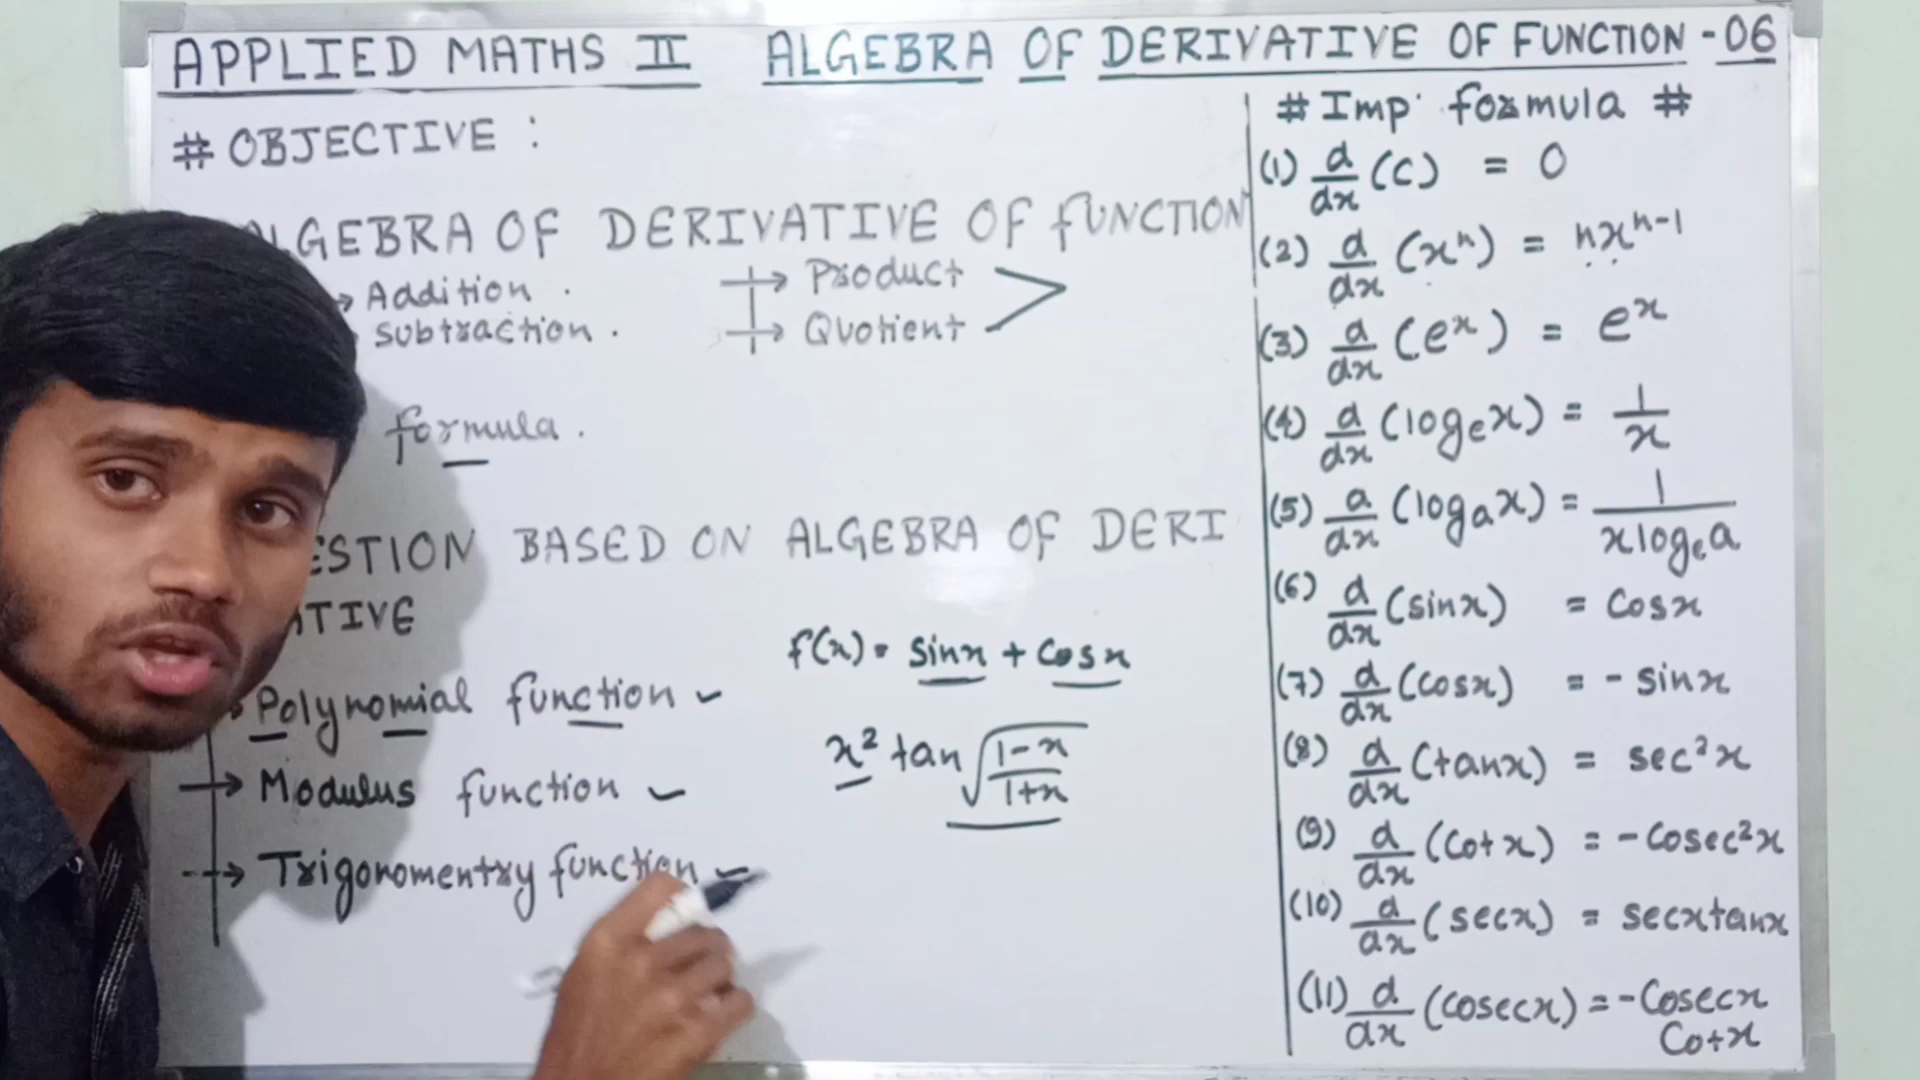 APPLIED MATHS II ALGEBRA OF DERIVATIVE OF FUNCTION - 06
# OBJECTIVE :
ALGEBRA OF DERIVATIVE OF fUNCTION
→ Addition .
subtraction .
→ Product
→ Quotient
formula .
ESTION BASED ON ALGEBRA OF DERI
ATIVE
Polynomial function ✓
→ Modulus function ✓
→ Trigonomentry function ✓
f(x) = sinx + cosx
x² tan √((1-x)/(1+x))
# Imp. formula #
(1) d/dx (c) = 0
(2) d/dx (xⁿ) = nxⁿ⁻¹
(3) d/dx (eˣ) = eˣ
(4) d/dx (logₑx) = 1/x
(5) d/dx (logₐx) = 1/(x logₑa)
(6) d/dx (sinx) = cosx
(7) d/dx (cosx) = - sinx
(8) d/dx (tanx) = sec²x
(9) d/dx (cotx) = - Cosec²x
(10) d/dx (secx) = secxtanx
(11) d/dx (cosecx) = - Cosecx
Cotx